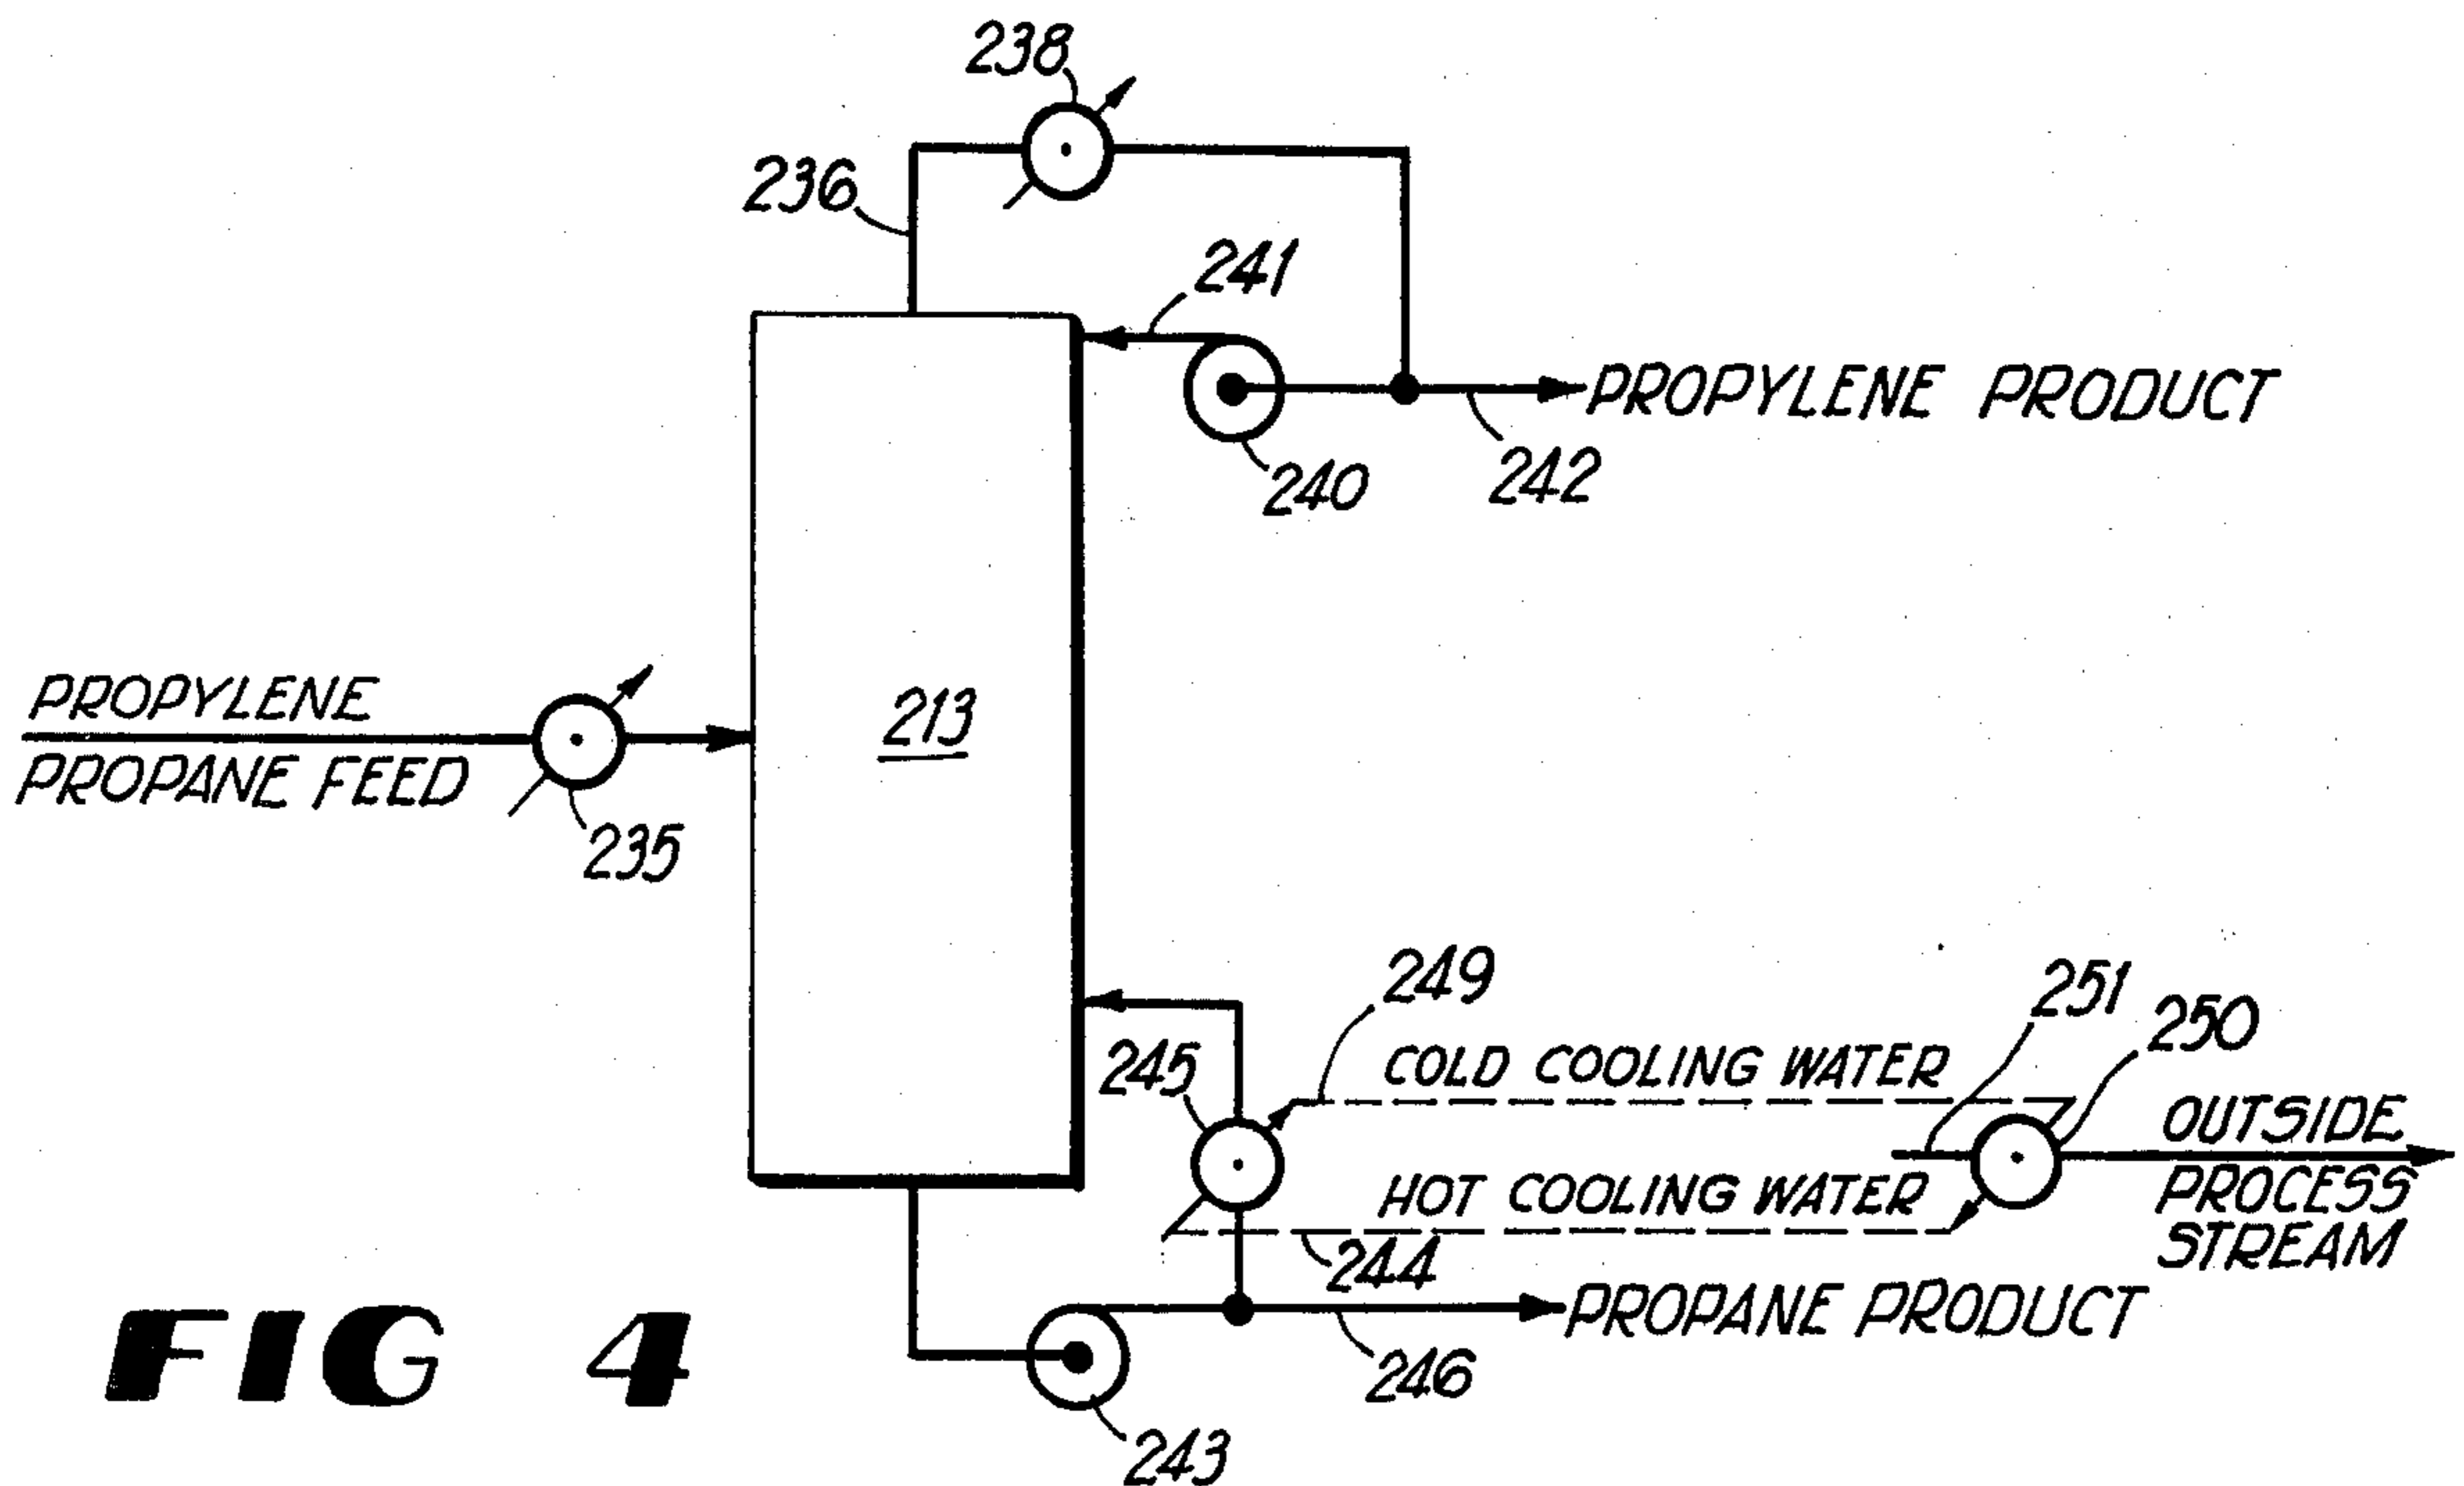 238
236
241
PROPYLENE PRODUCT
240
242
PROPYLENE
PROPANE FEED
213
235
249
251
250
245
COLD COOLING WATER
OUTSIDE
PROCESS
STREAM
HOT COOLING WATER
244
PROPANE PRODUCT
246
243
FIG 4